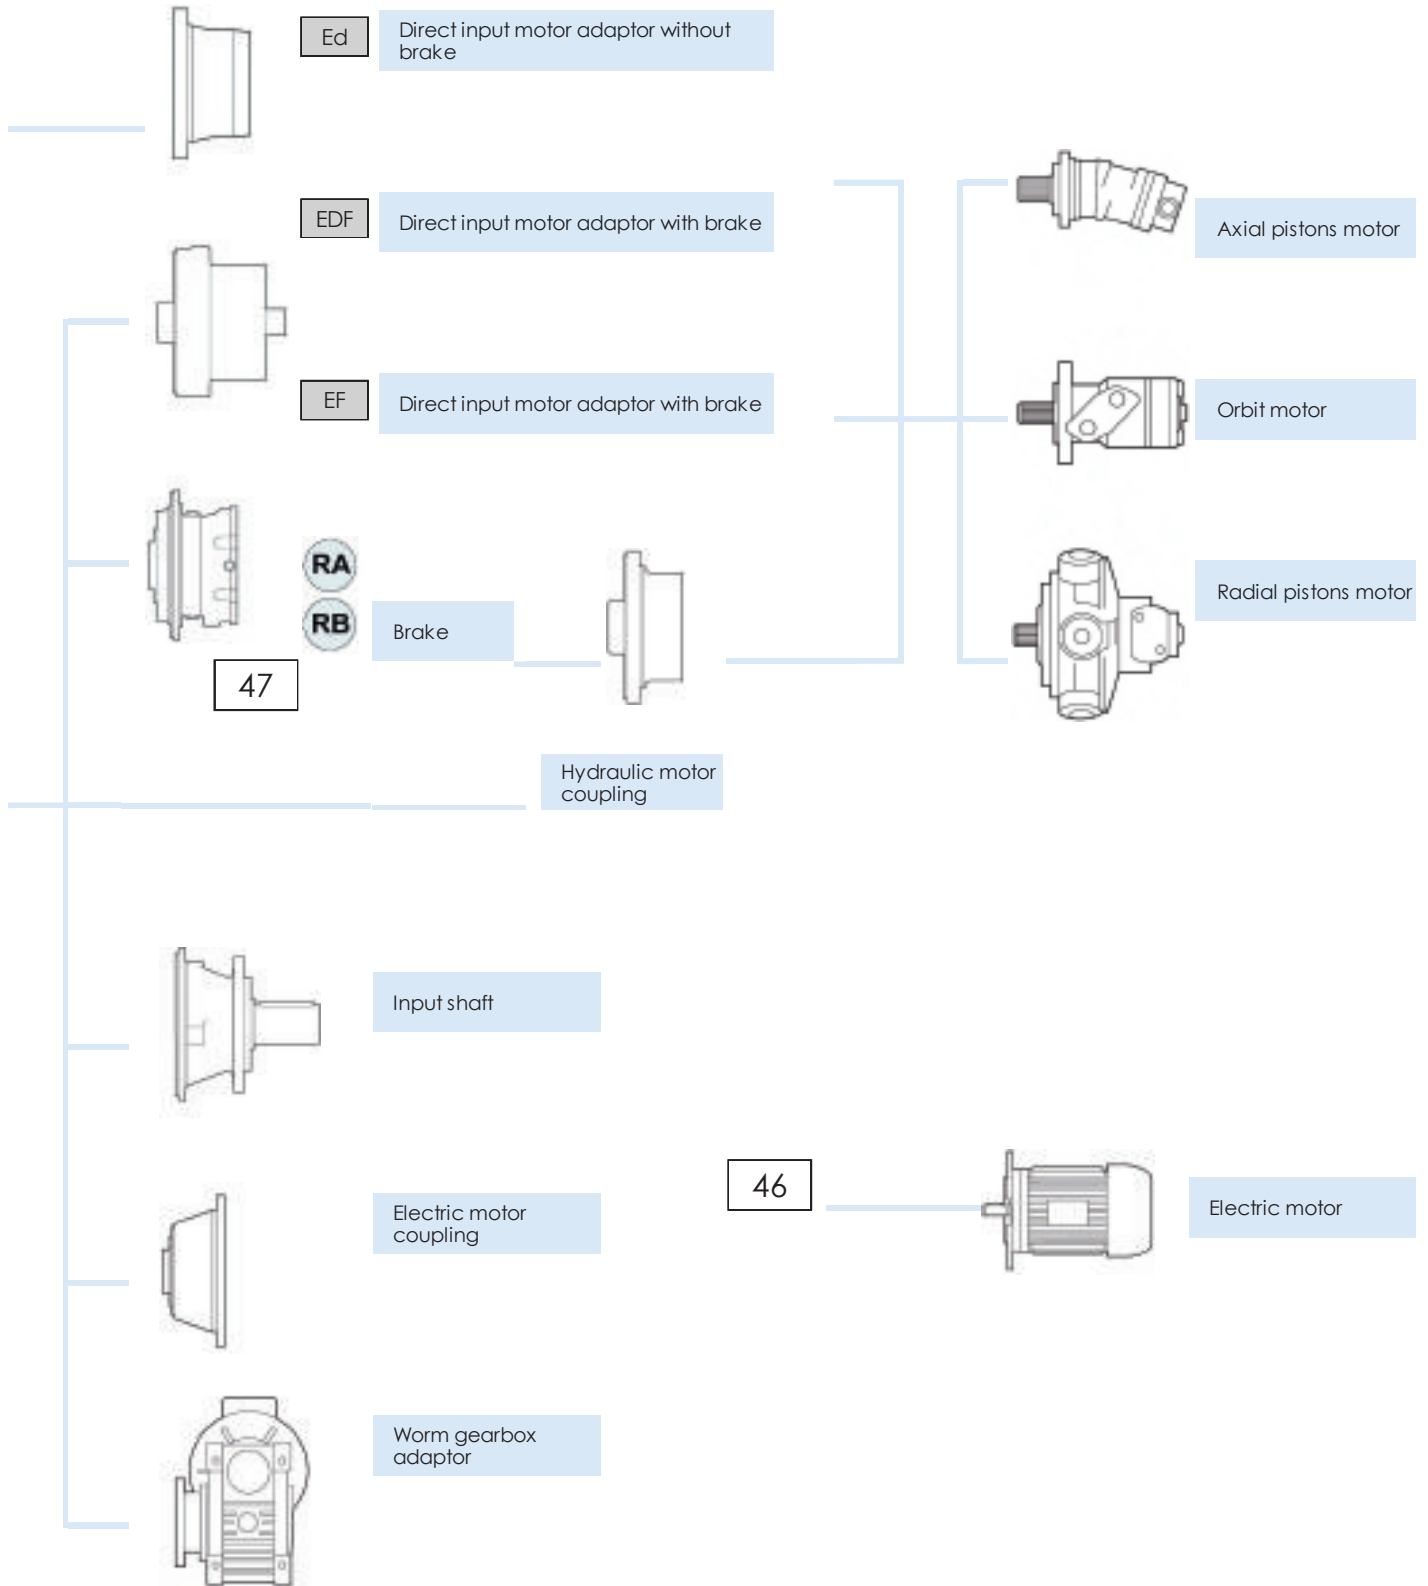 Ed
Direct input motor adaptor without
brake
EDF
Direct input motor adaptor with brake
Axial pistons motor
EF
Direct input motor adaptor with brake
Orbit motor
RA
RB
Brake
Radial pistons motor
47
Hydraulic motor
coupling
Input shaft
46
Electric motor
coupling
Electric motor
Worm gearbox
adaptor